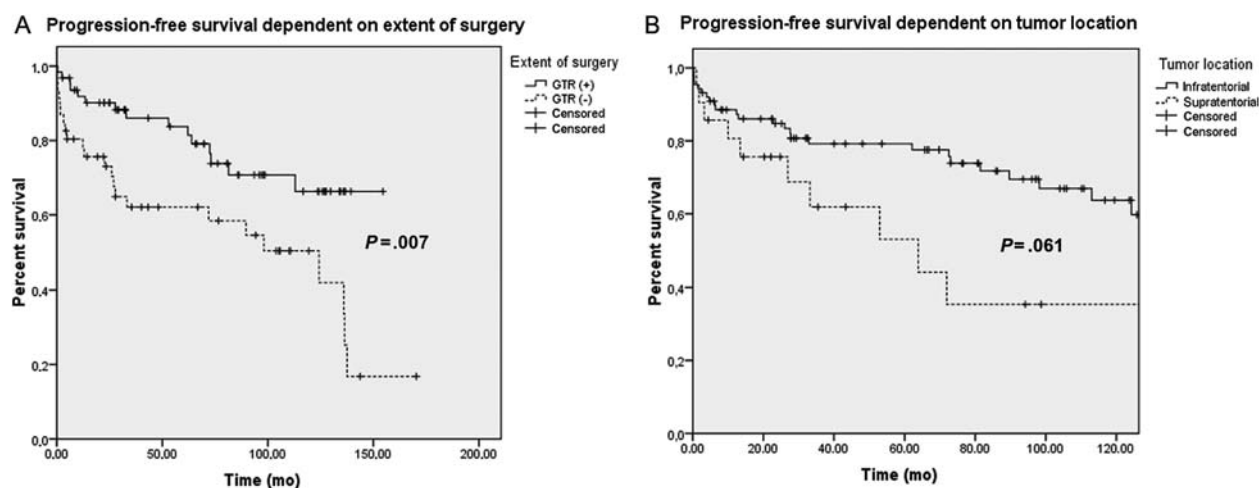 A Progression-free survival dependent on extent of surgery
Percent survival
1,0
0,8
0,6
0,4
0,2
0,0
0.00 50.00 100.00 150.00 200.00
Time (mo)
P=.007
Extent of surgery
GTR (+)
GTR (-)
Censored
Censored
B Progression-free survival dependent on tumor location
Percent survival
1,0
0,8
0,6
0,4
0,2
0,0
0.00 20.00 40.00 60.00 80.00 100.00 120.00
Time (mo)
P=.061
Tumor location
Infratentorial
Supratentorial
Censored
Censored